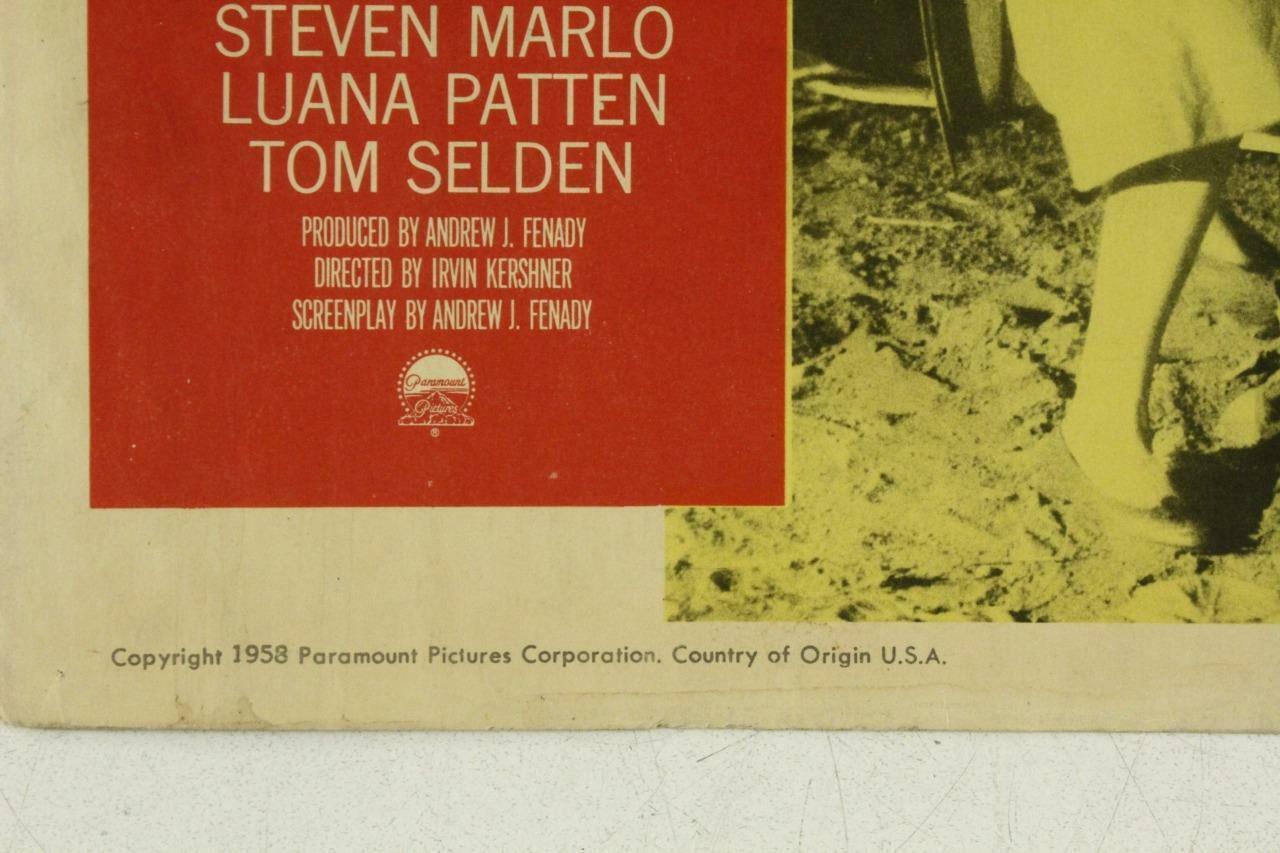 STEVEN MARLO
LUANA PATTEN
TOM SELDEN
PRODUCED BY ANDREW J. FENADY
DIRECTED BY IRVIN KERSHNER
SCREENPLAY BY ANDREW J. FENADY
Paramount
Pictures
®
Copyright 1958 Paramount Pictures Corporation. Country of Origin U.S.A.